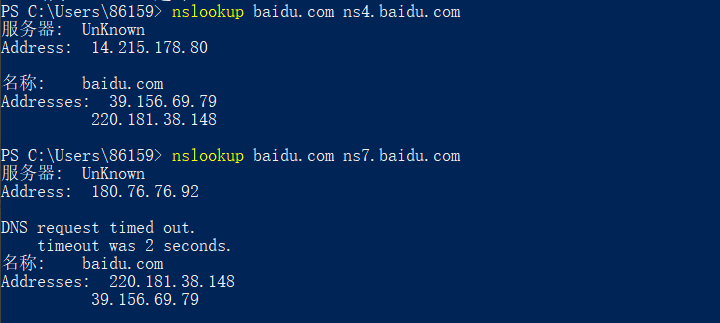 PS C:\Users\86159> nslookup baidu.com ns4.baidu.com
服务器:  UnKnown
Address:  14.215.178.80

名称:    baidu.com
Addresses:  39.156.69.79
          220.181.38.148

PS C:\Users\86159> nslookup baidu.com ns7.baidu.com
服务器:  UnKnown
Address:  180.76.76.92

DNS request timed out.
    timeout was 2 seconds.
名称:    baidu.com
Addresses:  220.181.38.148
          39.156.69.79